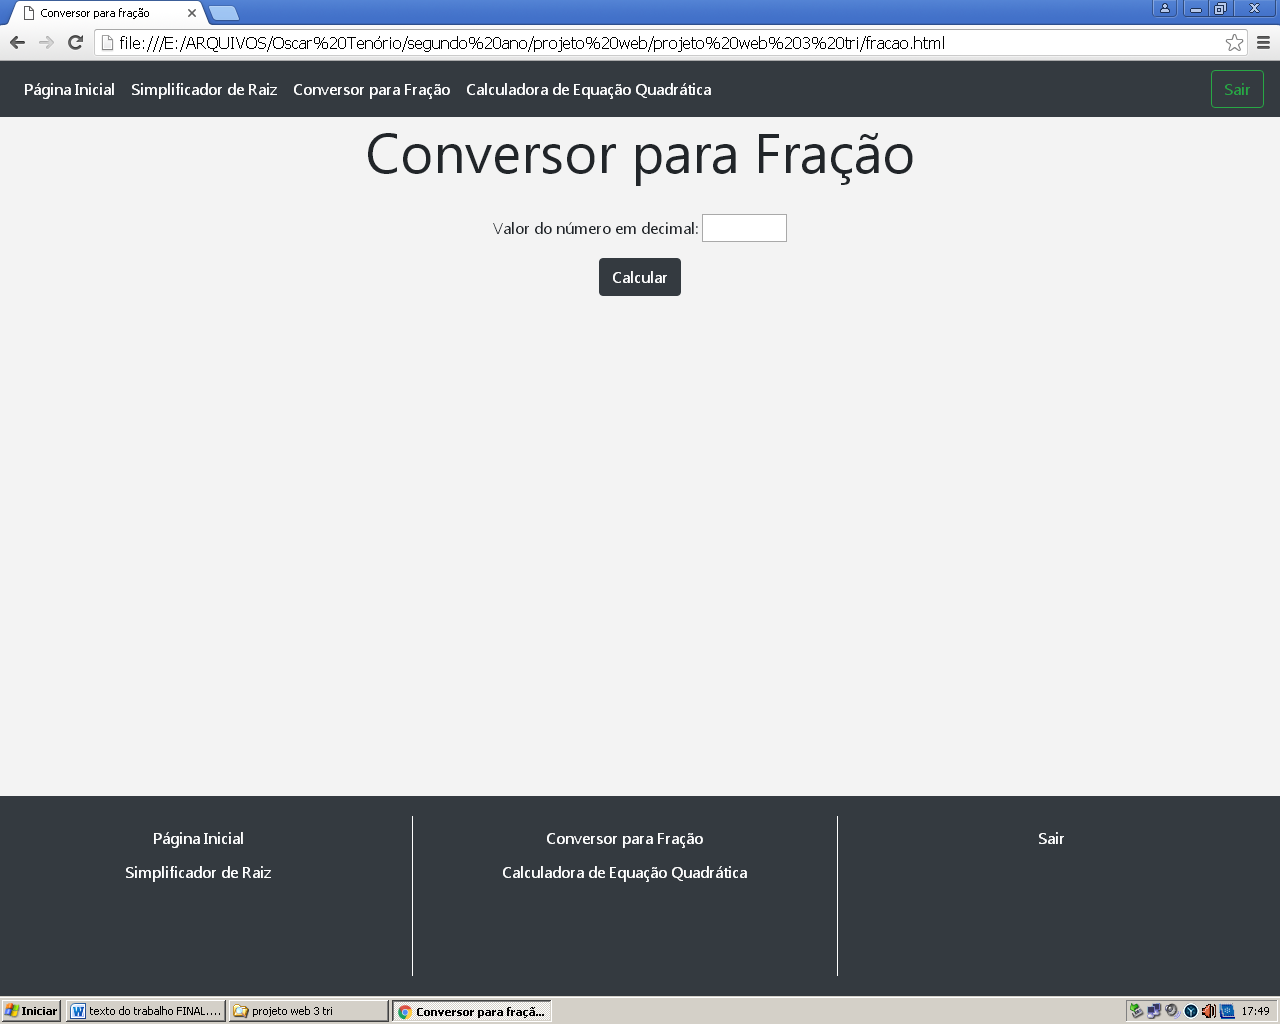 Conversor para fração
file:///E:/ARQUIVOS/Oscar%20Tenório/segundo%20ano/projeto%20web/projeto%20web%203%20tri/fracao.html
Página Inicial Simplificador de Raiz Conversor para Fração Calculadora de Equação Quadrática Sair
Conversor para Fração
Valor do número em decimal:
Calcular
Página Inicial Conversor para Fração Sair
Simplificador de Raiz Calculadora de Equação Quadrática
Iniciar texto do trabalho FINAL.... projeto web 3 tri Conversor para fraçã... 17:49